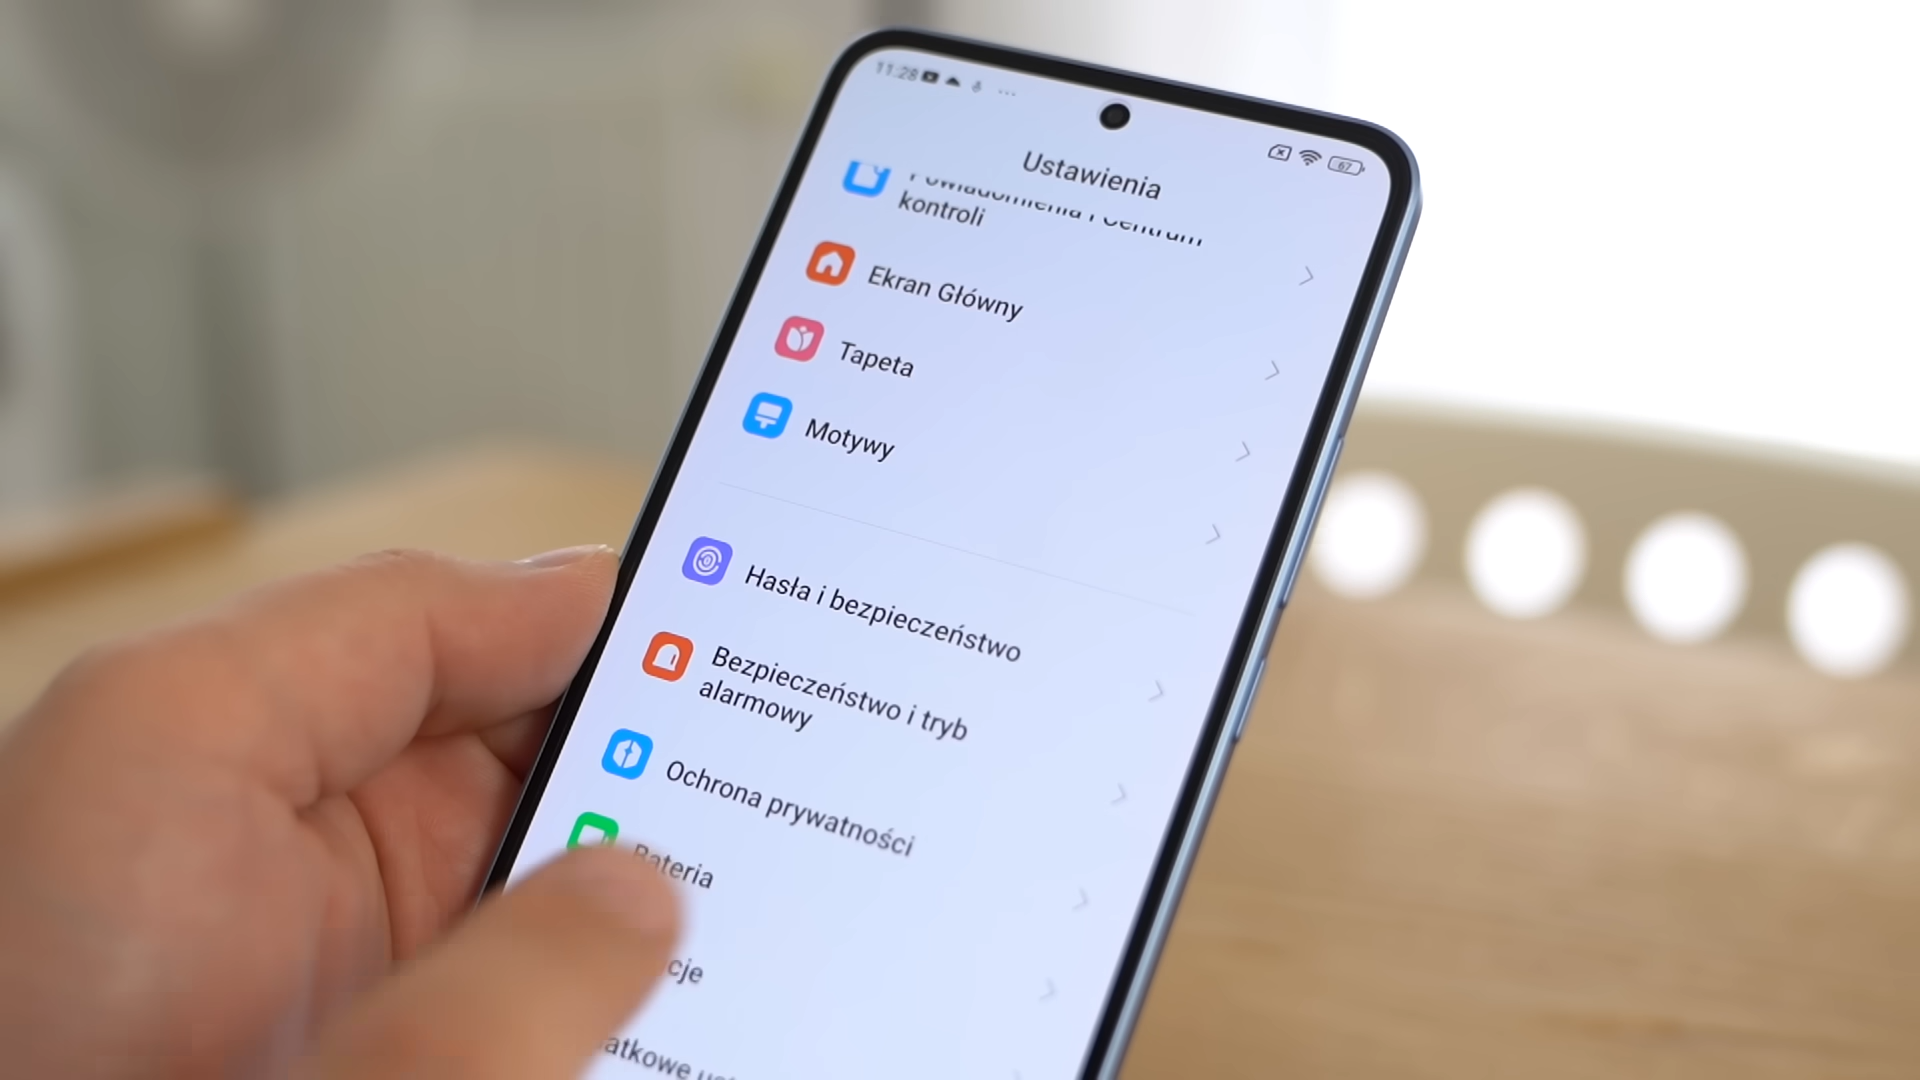 11:28
67
Ustawienia
Powiadomienia i centrum
kontroli
Ekran Główny
Tapeta
Motywy
Hasła i bezpieczeństwo
Bezpieczeństwo i tryb
alarmowy
Ochrona prywatności
Bateria
cje
atkowe